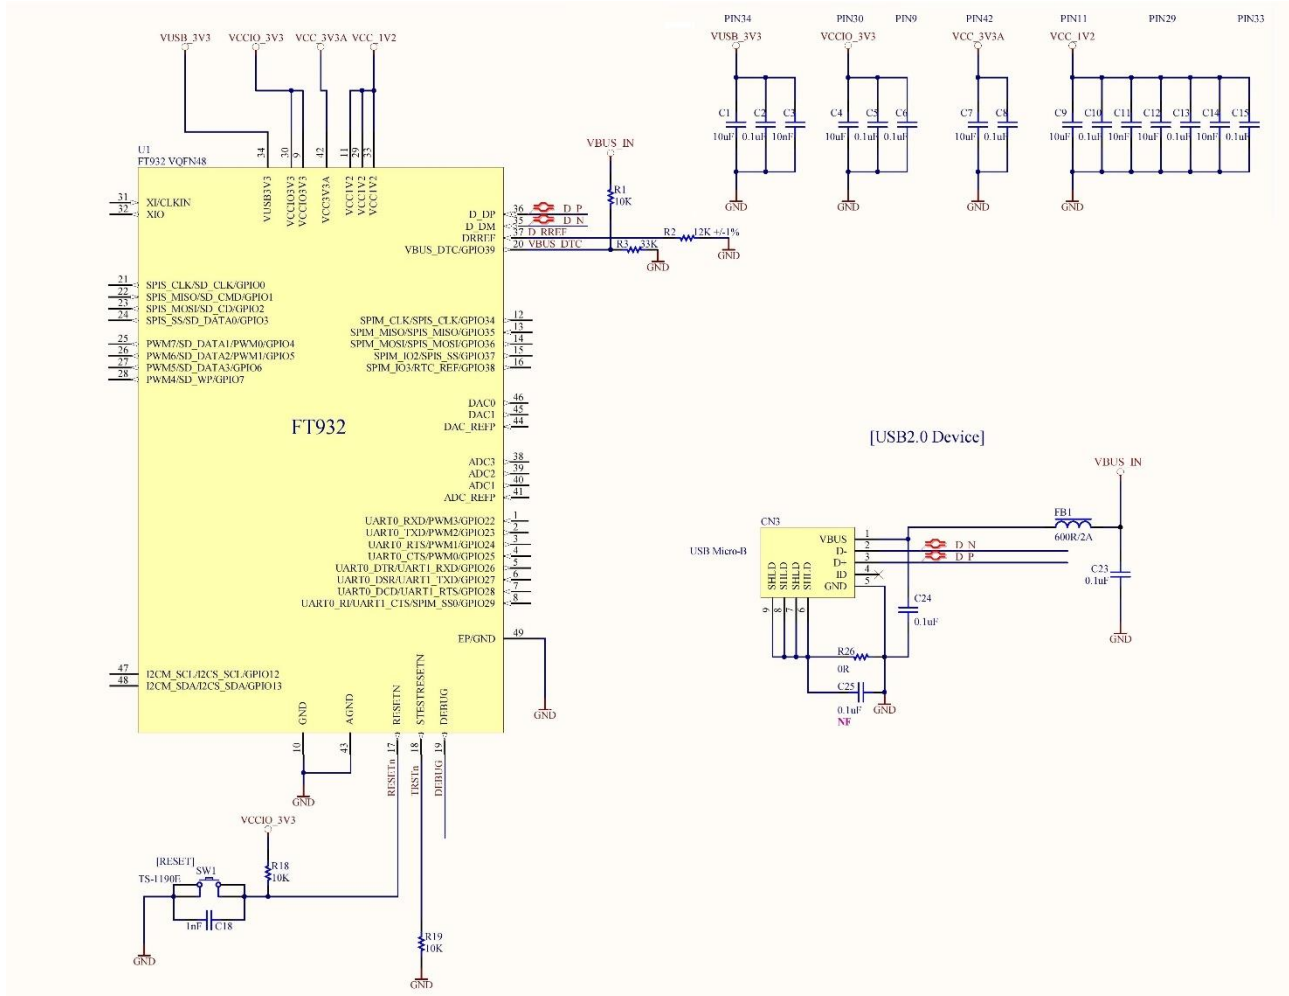 PIN34 PIN30 PIN9 PIN42 PIN11 PIN29 PIN33
VUSB_3V3 VCCIO_3V3 VCC_3V3A VCC_1V2
VUSB_3V3 VCCIO_3V3 VCC_3V3A VCC_1V2
C1 C2 C3 C4 C5 C6 C7 C8 C9 C10 C11 C12 C13 C14 C15
10uF 0.1uF 10nF 10uF 0.1uF 0.1uF 10uF 0.1uF 10uF 0.1uF 10nF 10uF 0.1uF 10uF 0.1uF
GND GND GND GND
U1
FT932 VQFN48
34 30 9 42 11 29 33
VUSB3V3 VCCIO3V3 VCCIO3V3 VCC3V3A VCC1V2 VCC1V2 VCC1V2
VBUS_IN
R1
10K
31 XI/CLKIN
32 XIO
D_DP 36 D_P
D_DM 35 D_N
DRREF 37 D_RREF R2 12K +/-1%
VBUS_DTC/GPIO39 20 VBUS_DTC R3 33K
GND
GND
21 SPIS_CLK/SD_CLK/GPIO0
22 SPIS_MISO/SD_CMD/GPIO1
23 SPIS_MOSI/SD_CD/GPIO2
24 SPIS_SS/SD_DATA0/GPIO3
25 PWM7/SD_DATA1/PWM0/GPIO4
26 PWM6/SD_DATA2/PWM1/GPIO5
27 PWM5/SD_DATA3/GPIO6
28 PWM4/SD_WP/GPIO7
SPIM_CLK/SPIS_CLK/GPIO34 12
SPIM_MISO/SPIS_MISO/GPIO35 13
SPIM_MOSI/SPIS_MOSI/GPIO36 14
SPIM_IO2/SPIS_SS/GPIO37 15
SPIM_IO3/RTC_REF/GPIO38 16
DAC0 46
DAC1 45
DAC_REFP 44
FT932
ADC3 38
ADC2 39
ADC1 40
ADC_REFP 41
UART0_RXD/PWM3/GPIO22 1
UART0_TXD/PWM2/GPIO23 2
UART0_RTS/PWM1/GPIO24 3
UART0_CTS/PWM0/GPIO25 4
UART0_DTR/UART1_RXD/GPIO26 5
UART0_DSR/UART1_TXD/GPIO27 6
UART0_DCD/UART1_RTS/GPIO28 7
UART0_RI/UART1_CTS/SPIM_SS0/GPIO29 8
EP/GND 49
GND
47 I2CM_SCL/I2CS_SCL/GPIO12
48 I2CM_SDA/I2CS_SDA/GPIO13
GND AGND RESETN STESTRESETN DEBUG
10 43 17 18 19
RESETn TRSTn DEBUG
GND
VCCIO_3V3
[RESET]
SW1
TS-1190E
R18
10K
1nF C18
GND
R19
10K
GND
[USB2.0 Device]
VBUS_IN
CN3
FB1
600R/2A
USB Micro-B
VBUS 1
D- 2 D_N
D+ 3 D_P
ID 4
GND 5
SHLD SHLD SHLD SHLD
9 8 7 6
C23
0.1uF
C24
0.1uF
GND
R26
0R
C25
0.1uF
NF
GND